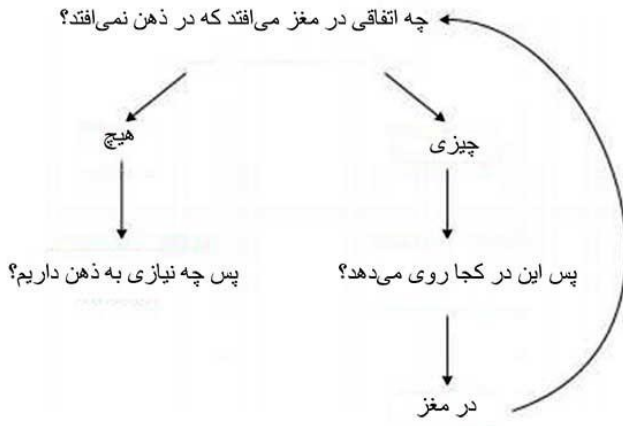 چه اتفاقی در مغز می‌افتد که در ذهن نمی‌افتد؟
هیچ
چیزی
پس چه نیازی به ذهن داریم؟
پس این در کجا روی می‌دهد؟
در مغز